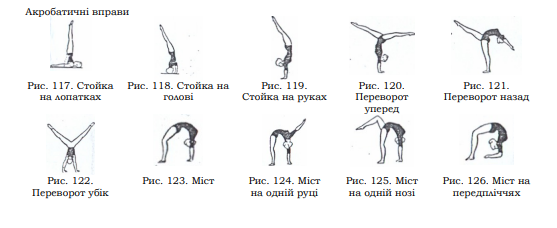 Акробатичні вправи
Рис. 117. Стойка на лопатках
Рис. 118. Стойка на голові
Рис. 119. Стойка на руках
Рис. 120. Переворот уперед
Рис. 121. Переворот назад
Рис. 122. Переворот убік
Рис. 123. Міст
Рис. 124. Міст на одній руці
Рис. 125. Міст на одній нозі
Рис. 126. Міст на передпліччях